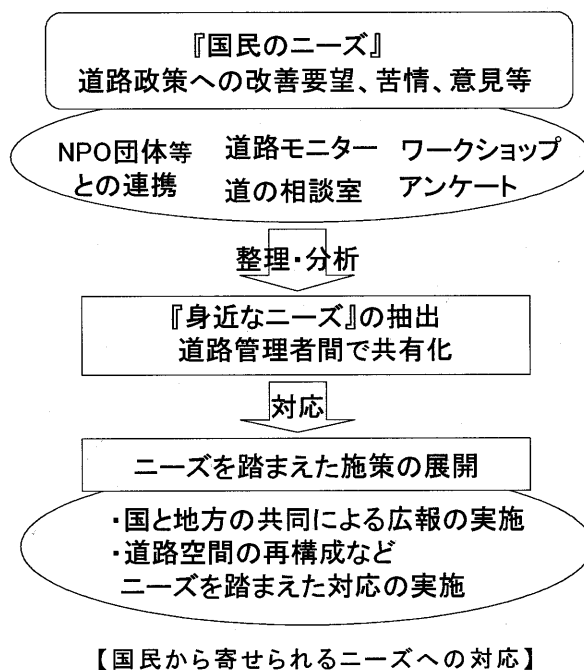 『国民のニーズ』
道路政策への改善要望、苦情、意見等
NPO団体等
との連携
道路モニター
道の相談室
ワークショップ
アンケート
整理・分析
『身近なニーズ』の抽出
道路管理者間で共有化
対応
ニーズを踏まえた施策の展開
・国と地方の共同による広報の実施
・道路空間の再構成など
ニーズを踏まえた対応の実施
【国民から寄せられるニーズへの対応】